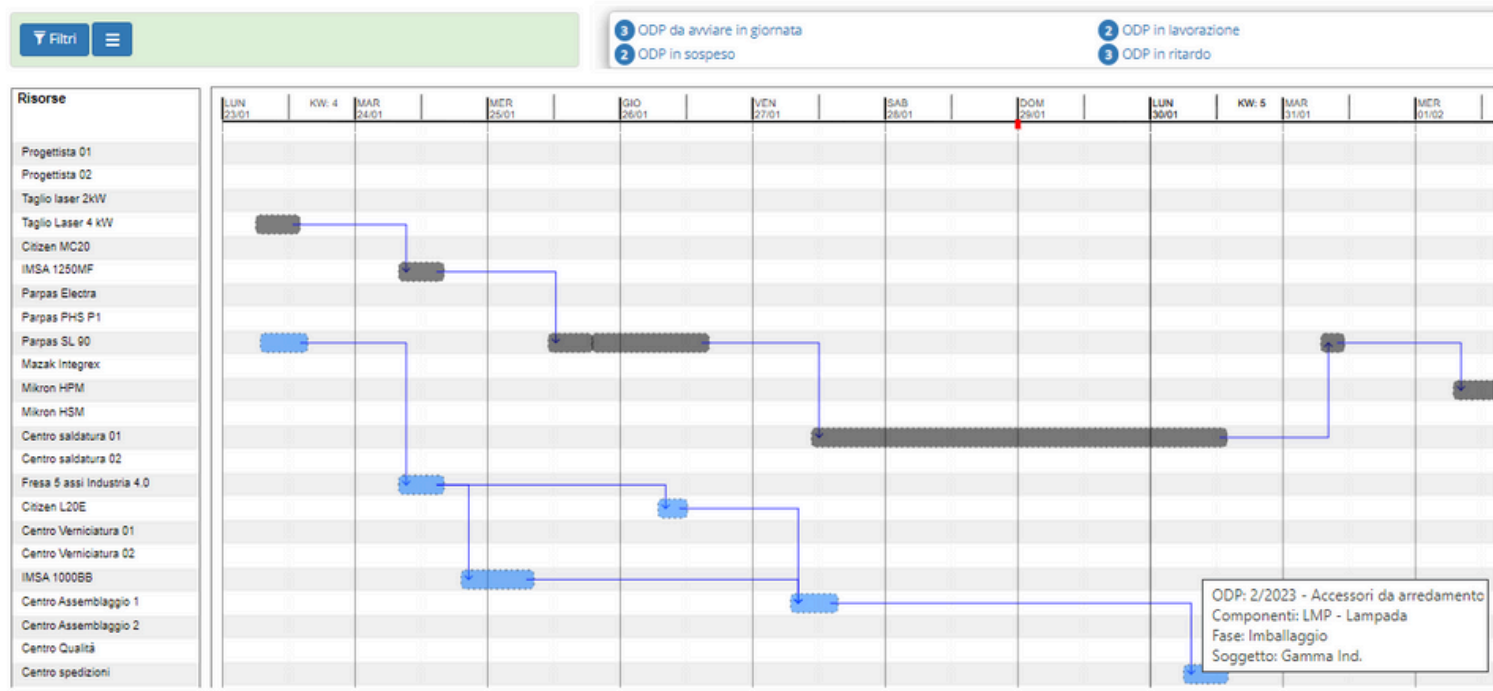 Filtri
3 ODP da avviare in giornata
2 ODP in lavorazione
2 ODP in sospeso
3 ODP in ritardo
Risorse
LUN KW: 4 MAR MER GIO VEN SAB DOM LUN KW: 5 MAR MER
23/01 24/01 25/01 26/01 27/01 28/01 29/01 30/01 31/01 01/02
Progettista 01
Progettista 02
Taglio laser 2kW
Taglio Laser 4 kW
Citizen MC20
IMSA 1250MF
Parpas Electra
Parpas PHS P1
Parpas SL 90
Mazak Integrex
Mikron HPM
Mikron HSM
Centro saldatura 01
Centro saldatura 02
Fresa 5 assi Industria 4.0
Citizen L20E
Centro Verniciatura 01
Centro Verniciatura 02
IMSA 1000BB
Centro Assemblaggio 1
Centro Assemblaggio 2
Centro Qualità
Centro spedizioni
ODP: 2/2023 - Accessori da arredamento
Componenti: LMP - Lampada
Fase: Imballaggio
Soggetto: Gamma Ind.